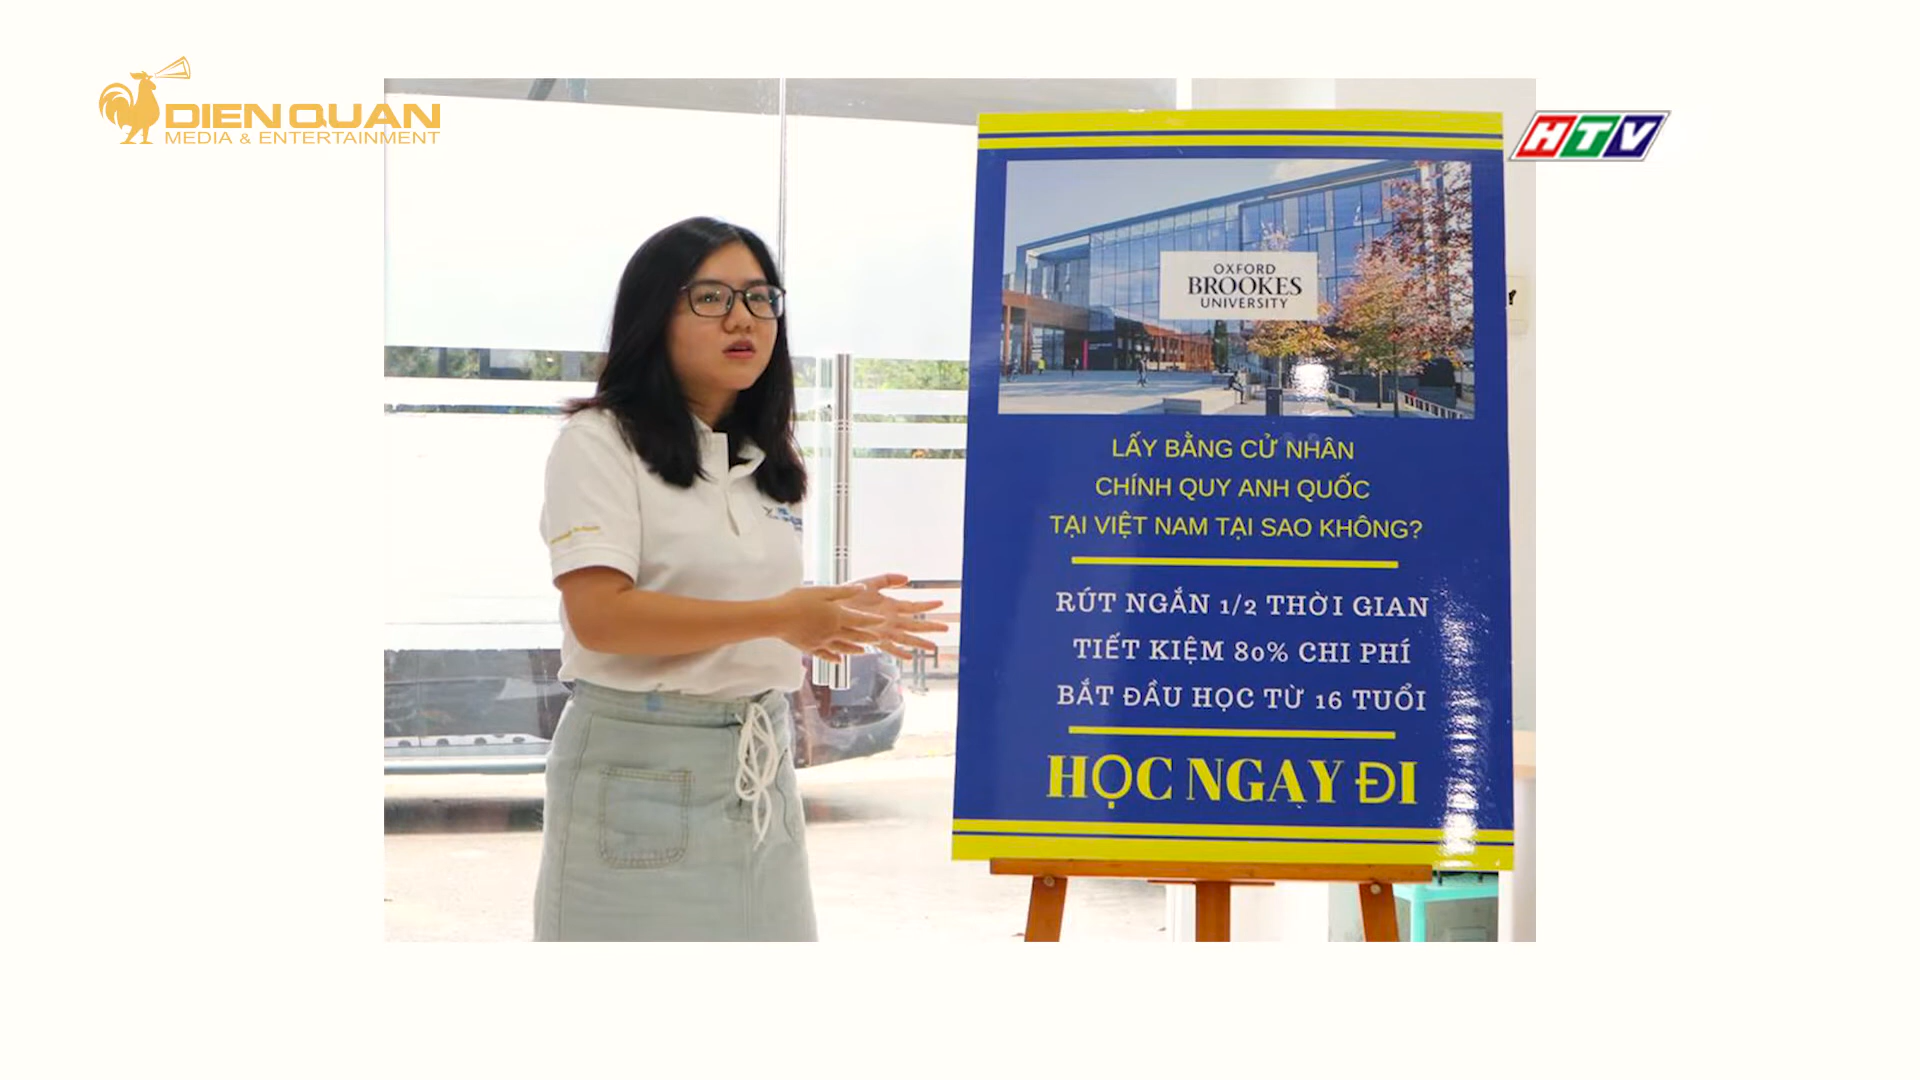 DIEN QUAN
MEDIA & ENTERTAINMENT
HTV
OXFORD
BROOKES
UNIVERSITY
LẤY BẰNG CỬ NHÂN
CHÍNH QUY ANH QUỐC
TẠI VIỆT NAM TẠI SAO KHÔNG?
RÚT NGẮN 1/2 THỜI GIAN
TIẾT KIỆM 80% CHI PHÍ
BẮT ĐẦU HỌC TỪ 16 TUỔI
HỌC NGAY ĐI